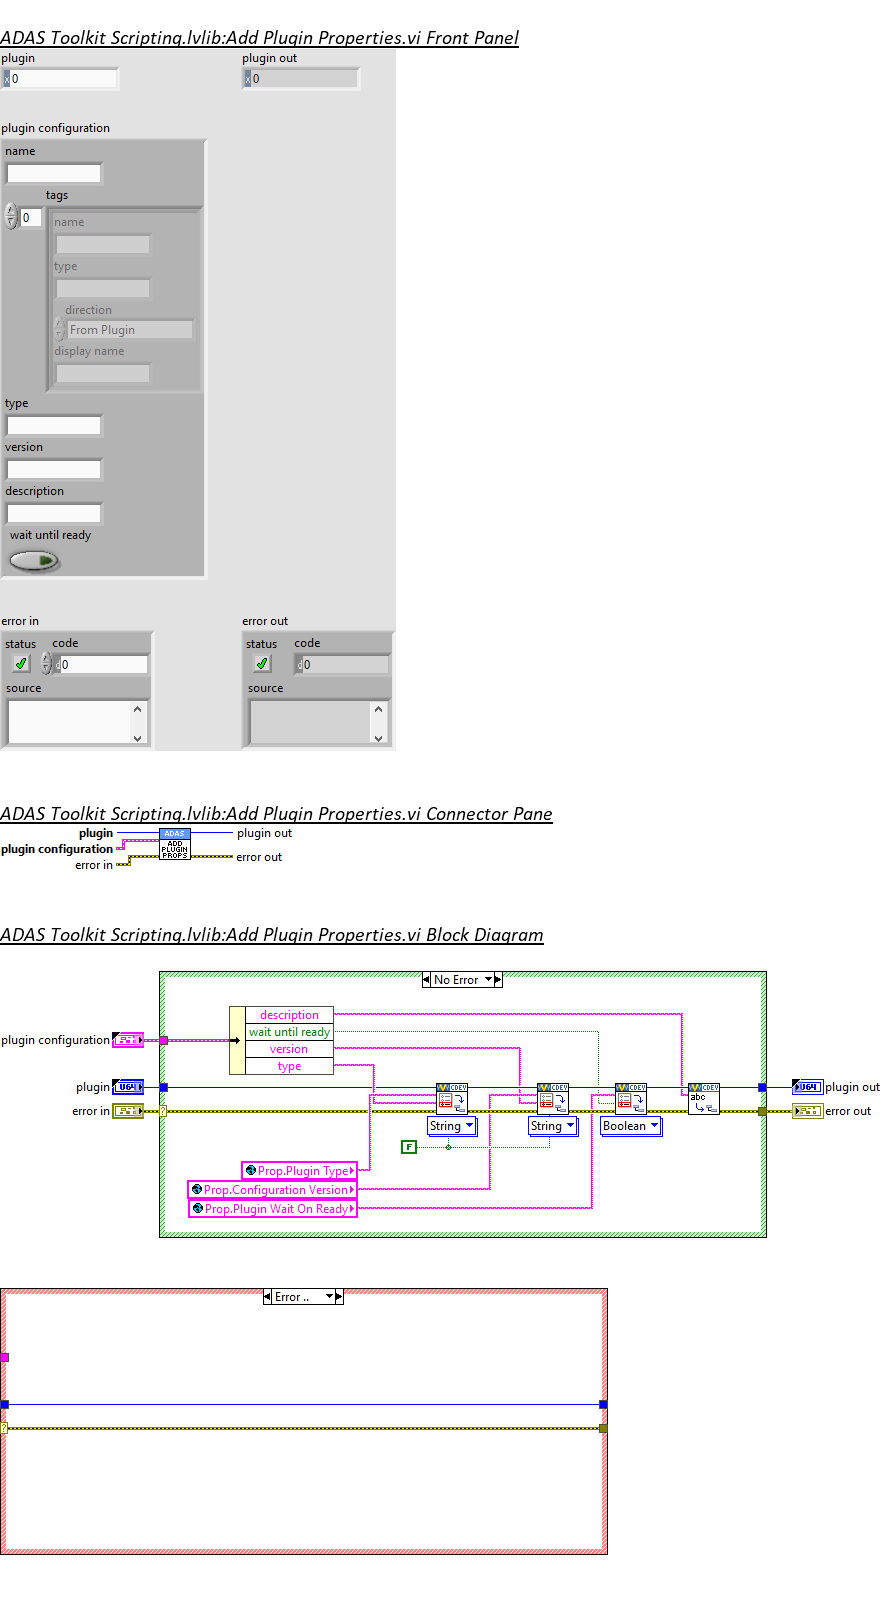 ADAS Toolkit Scripting.lvlib:Add Plugin Properties.vi Front Panel
plugin plugin out
x 0 x 0
plugin configuration
name
tags
0
name
type
direction
From Plugin
display name
type
version
description
wait until ready
error in error out
status code status code
d 0 d 0
source source
ADAS Toolkit Scripting.lvlib:Add Plugin Properties.vi Connector Pane
plugin ADAS plugin out
plugin configuration ADD PLUGIN PROPS
error in error out
ADAS Toolkit Scripting.lvlib:Add Plugin Properties.vi Block Diagram
No Error
description
plugin configuration wait until ready
version
type
plugin U64 CDEV CDEV CDEV CDEV U64 plugin out
abc
error in ? error out
String String Boolean
F
Prop.Plugin Type
Prop.Configuration Version
Prop.Plugin Wait On Ready
Error ..
?